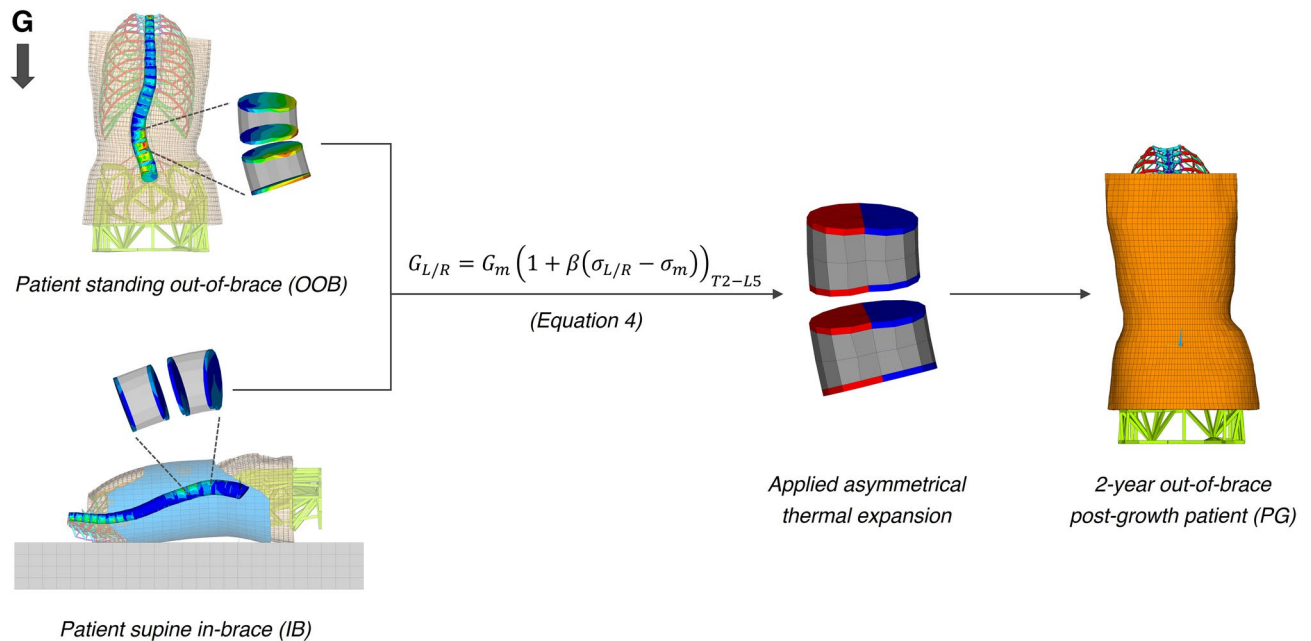 G
Patient standing out-of-brace (OOB)
G_{L/R} = G_m (1 + β(σ_{L/R} − σ_m))_{T2−L5}
(Equation 4)
Patient supine in-brace (IB)
Applied asymmetrical
thermal expansion
2-year out-of-brace
post-growth patient (PG)